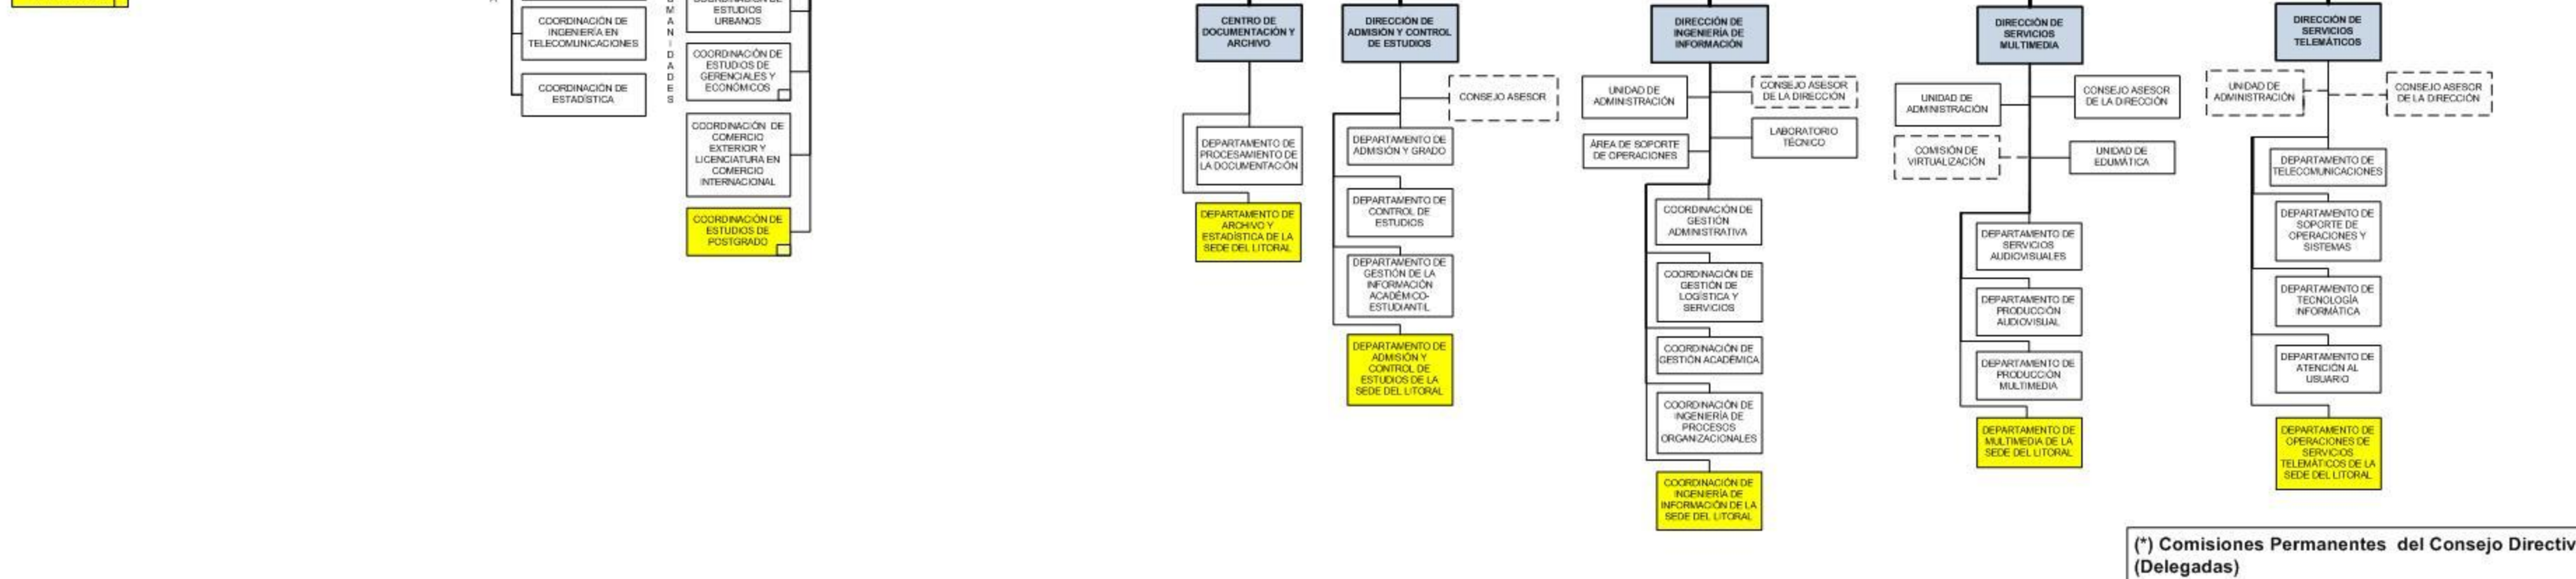 COORDINACIÓN DE
INGENIERÍA EN
TELECOMUNICACIONES
COORDINACIÓN DE
ESTADÍSTICA
M
A
N
I
D
A
D
E
S
ESTUDIOS
URBANOS
COORDINACIÓN DE
ESTUDIOS DE
GERENCIALES Y
ECONÓMICOS
COORDINACIÓN DE
COMERCIO
EXTERIOR Y
LICENCIATURA EN
COMERCIO
INTERNACIONAL
COORDINACIÓN DE
ESTUDIOS DE
POSTGRADO
CENTRO DE
DOCUMENTACIÓN Y
ARCHIVO
DEPARTAMENTO DE
PROCESAMIENTO DE
LA DOCUMENTACIÓN
DEPARTAMENTO DE
ARCHIVO Y
ESTADÍSTICA DE LA
SEDE DEL LITORAL
DIRECCIÓN DE
ADMISIÓN Y CONTROL
DE ESTUDIOS
CONSEJO ASESOR
DEPARTAMENTO DE
ADMISIÓN Y GRADO
DEPARTAMENTO DE
CONTROL DE
ESTUDIOS
DEPARTAMENTO DE
GESTIÓN DE LA
INFORMACIÓN
ACADÉMICO-
ESTUDIANTIL
DEPARTAMENTO DE
ADMISIÓN Y
CONTROL DE
ESTUDIOS DE LA
SEDE DEL LITORAL
DIRECCIÓN DE
INGENIERÍA DE
INFORMACIÓN
UNIDAD DE
ADMINISTRACIÓN
CONSEJO ASESOR
DE LA DIRECCIÓN
ÁREA DE SOPORTE
DE OPERACIONES
LABORATORIO
TÉCNICO
COORDINACIÓN DE
GESTIÓN
ADMINISTRATIVA
COORDINACIÓN DE
GESTIÓN DE
LOGÍSTICA Y
SERVICIOS
COORDINACIÓN DE
GESTIÓN ACADÉMICA
COORDINACIÓN DE
INGENIERÍA DE
PROCESOS
ORGANIZACIONALES
COORDINACIÓN DE
INGENIERÍA DE
INFORMACIÓN DE LA
SEDE DEL LITORAL
DIRECCIÓN DE
SERVICIOS
MULTIMEDIA
UNIDAD DE
ADMINISTRACIÓN
CONSEJO ASESOR
DE LA DIRECCIÓN
COMISIÓN DE
VIRTUALIZACIÓN
UNIDAD DE
EDUMÁTICA
DEPARTAMENTO DE
SERVICIOS
AUDIOVISUALES
DEPARTAMENTO DE
PRODUCCIÓN
AUDIOVISUAL
DEPARTAMENTO DE
PRODUCCIÓN
MULTIMEDIA
DEPARTAMENTO DE
MULTIMEDIA DE LA
SEDE DEL LITORAL
DIRECCIÓN DE
SERVICIOS
TELEMÁTICOS
UNIDAD DE
ADMINISTRACIÓN
CONSEJO ASESOR
DE LA DIRECCIÓN
DEPARTAMENTO DE
TELECOMUNICACIONES
DEPARTAMENTO DE
SOPORTE DE
OPERACIONES Y
SISTEMAS
DEPARTAMENTO DE
TECNOLOGÍA
INFORMÁTICA
DEPARTAMENTO DE
ATENCIÓN AL
USUARIO
DEPARTAMENTO DE
OPERACIONES DE
SERVICIOS
TELEMÁTICOS DE LA
SEDE DEL LITORAL
(*) Comisiones Permanentes del Consejo Directiv
(Delegadas)